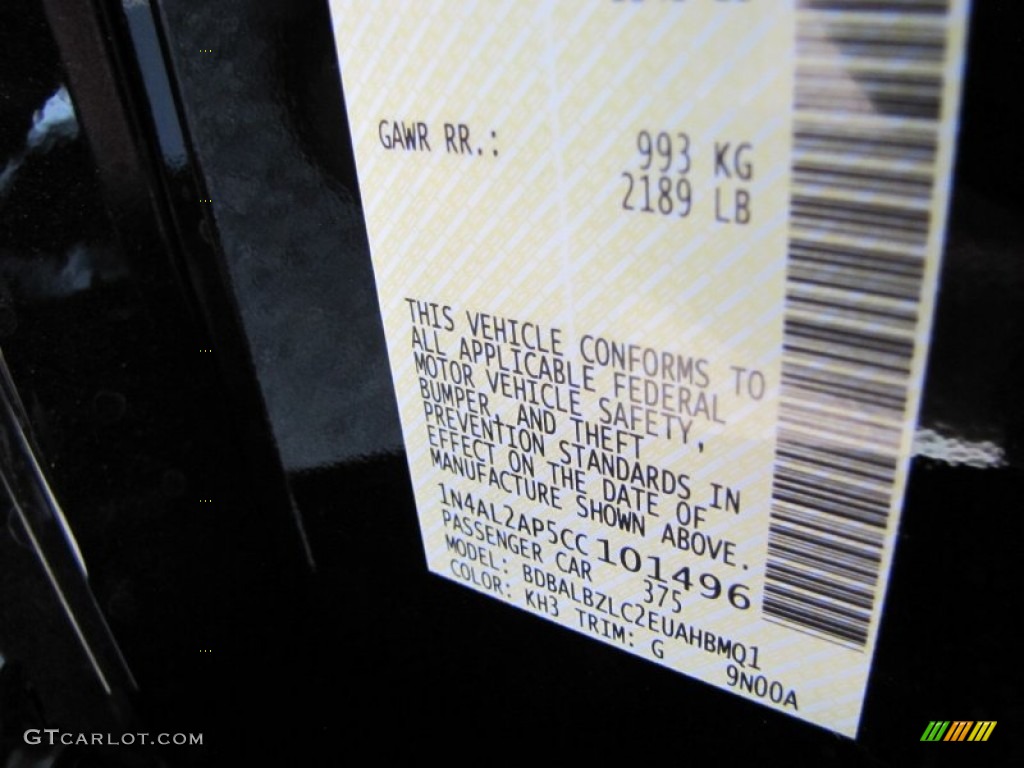 GAWR RR.: 993 KG
2189 LB
THIS VEHICLE CONFORMS TO
ALL APPLICABLE FEDERAL
MOTOR VEHICLE SAFETY,
BUMPER, AND THEFT
PREVENTION STANDARDS IN
EFFECT ON THE DATE OF
MANUFACTURE SHOWN ABOVE.
1N4AL2AP5CC101496
PASSENGER CAR 375
MODEL: BDBALBZLC2EUAHBMQ1
COLOR: KH3 TRIM: G
9N00A
GTCARLOT.COM